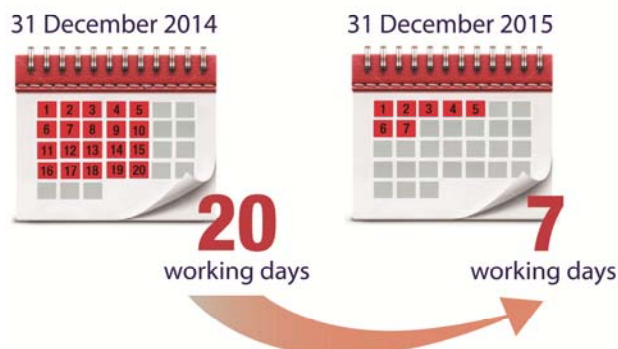 31 December 2014
31 December 2015
1 2 3 4 5
6 7 8 9 10
11 12 13 14 15
16 17 18 19 20
20
working days
1 2 3 4 5
6 7
7
working days